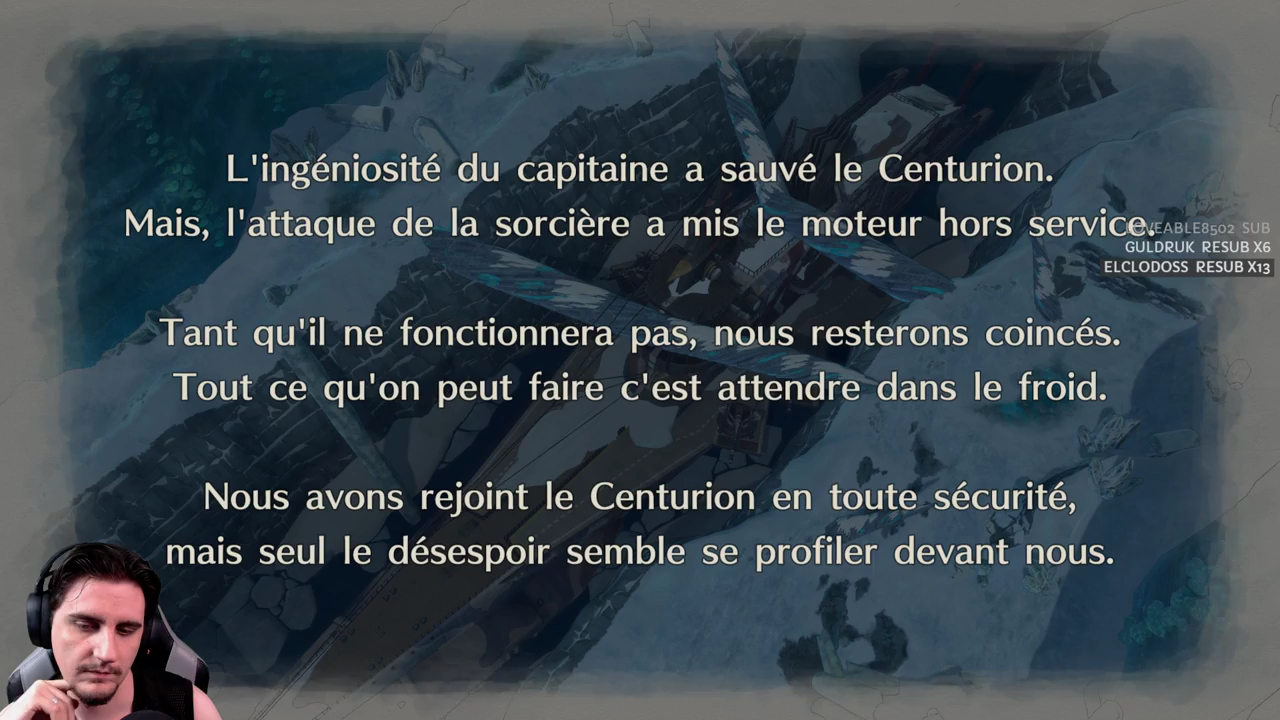 L'ingéniosité du capitaine a sauvé le Centurion.
Mais, l'attaque de la sorcière a mis le moteur hors service.
SUB
GULDRUK RESUB X6
ELCLODOSS RESUB X13
Tant qu'il ne fonctionnera pas, nous resterons coincés.
Tout ce qu'on peut faire c'est attendre dans le froid.
Nous avons rejoint le Centurion en toute sécurité,
mais seul le désespoir semble se profiler devant nous.